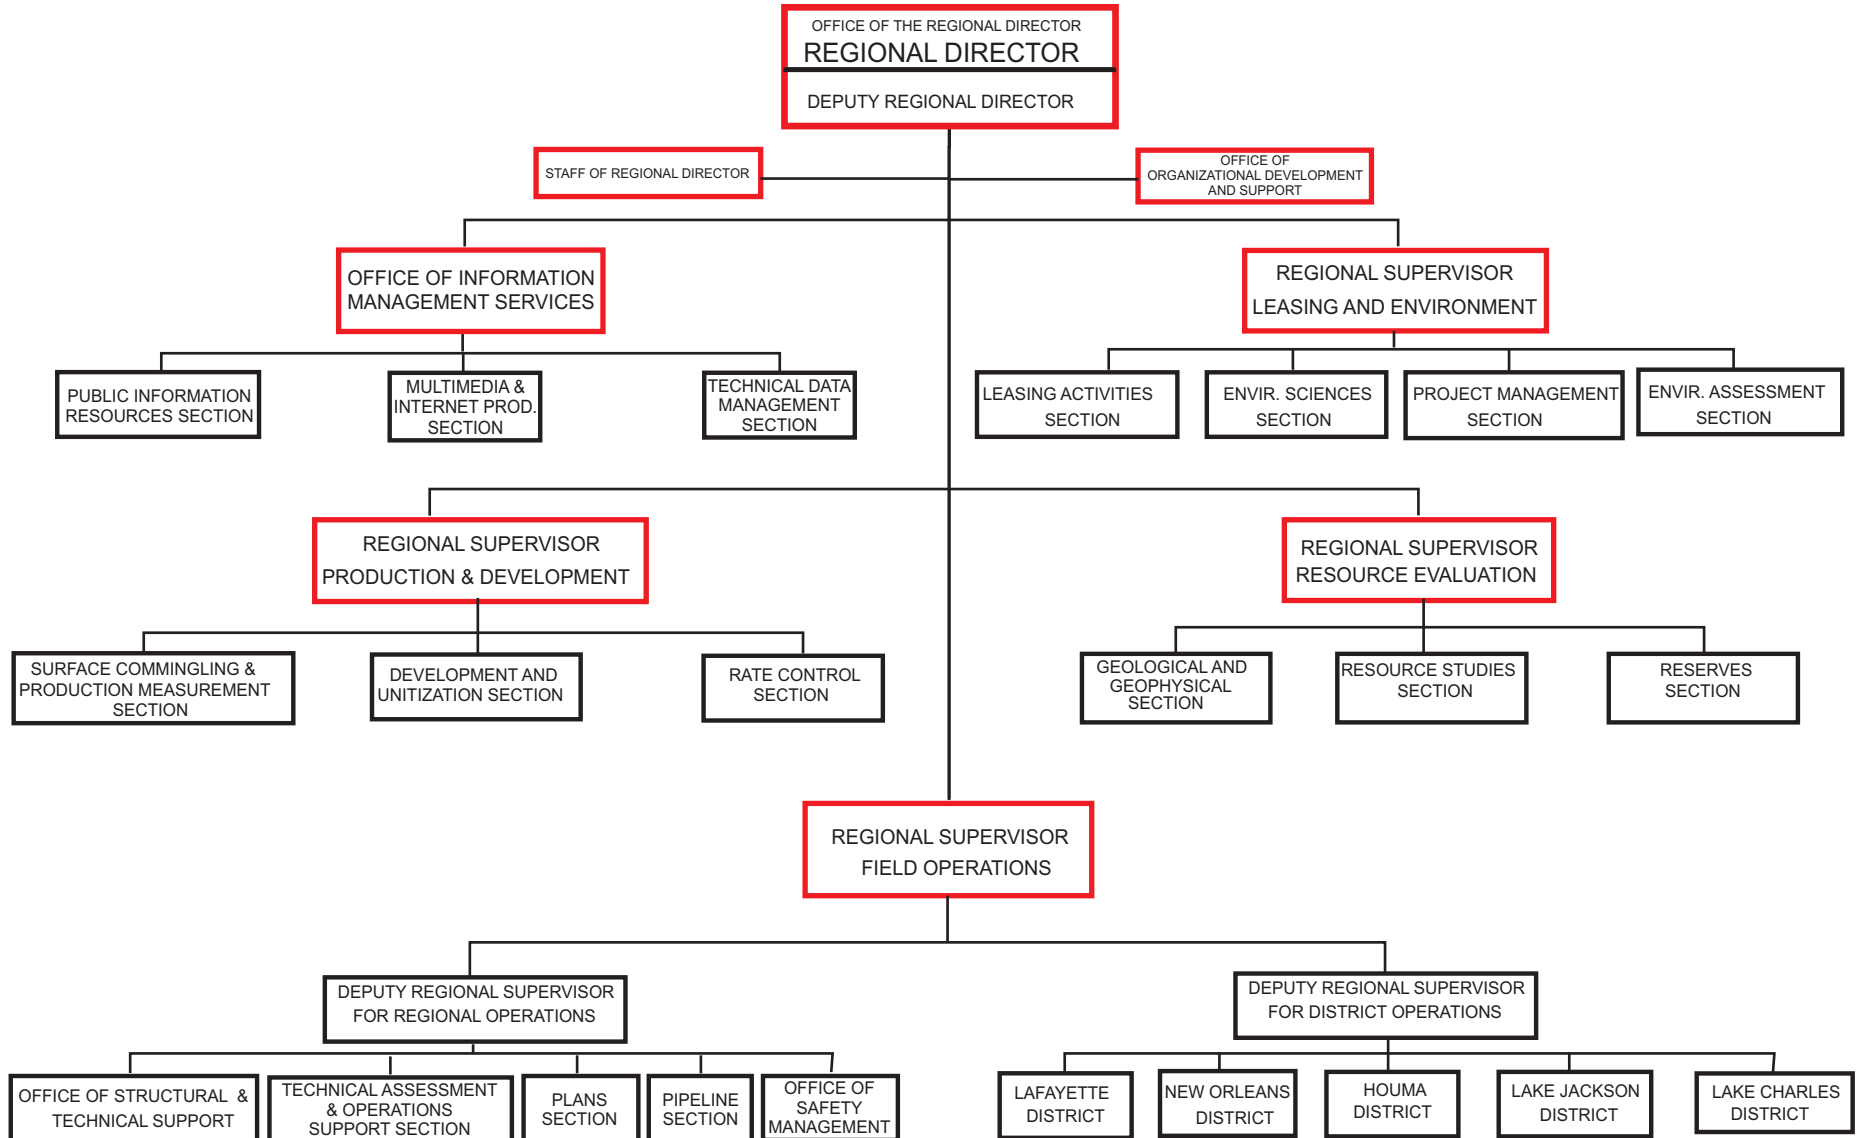 OFFICE OF THE REGIONAL DIRECTOR
REGIONAL DIRECTOR
DEPUTY REGIONAL DIRECTOR
STAFF OF REGIONAL DIRECTOR
OFFICE OF
ORGANIZATIONAL DEVELOPMENT
AND SUPPORT
OFFICE OF INFORMATION
MANAGEMENT SERVICES
REGIONAL SUPERVISOR
LEASING AND ENVIRONMENT
PUBLIC INFORMATION
RESOURCES SECTION
MULTIMEDIA &
INTERNET PROD.
SECTION
TECHNICAL DATA
MANAGEMENT
SECTION
LEASING ACTIVITIES
SECTION
ENVIR. SCIENCES
SECTION
PROJECT MANAGEMENT
SECTION
ENVIR. ASSESSMENT
SECTION
REGIONAL SUPERVISOR
PRODUCTION & DEVELOPMENT
REGIONAL SUPERVISOR
RESOURCE EVALUATION
SURFACE COMMINGLING &
PRODUCTION MEASUREMENT
SECTION
DEVELOPMENT AND
UNITIZATION SECTION
RATE CONTROL
SECTION
GEOLOGICAL AND
GEOPHYSICAL
SECTION
RESOURCE STUDIES
SECTION
RESERVES
SECTION
REGIONAL SUPERVISOR
FIELD OPERATIONS
DEPUTY REGIONAL SUPERVISOR
FOR REGIONAL OPERATIONS
DEPUTY REGIONAL SUPERVISOR
FOR DISTRICT OPERATIONS
OFFICE OF STRUCTURAL &
TECHNICAL SUPPORT
TECHNICAL ASSESSMENT
& OPERATIONS
SUPPORT SECTION
PLANS
SECTION
PIPELINE
SECTION
OFFICE OF
SAFETY
MANAGEMENT
LAFAYETTE
DISTRICT
NEW ORLEANS
DISTRICT
HOUMA
DISTRICT
LAKE JACKSON
DISTRICT
LAKE CHARLES
DISTRICT